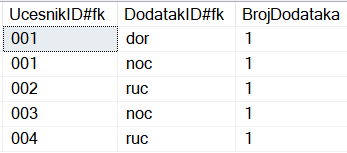 UcesnikID#fk DodatakID#fk BrojDodataka
001 dor 1
001 noc 1
002 ruc 1
003 noc 1
004 ruc 1